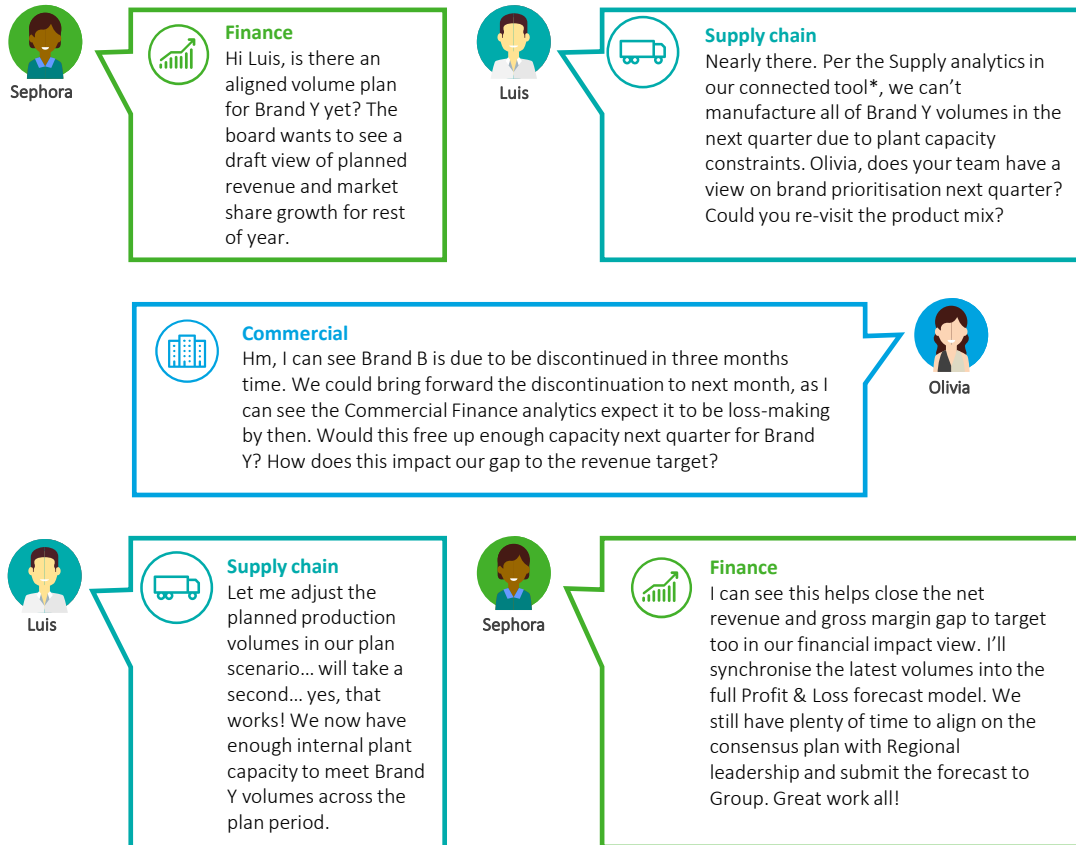 Sephora
Finance
Hi Luis, is there an
aligned volume plan
for Brand Y yet? The
board wants to see a
draft view of planned
revenue and market
share growth for rest
of year.
Luis
Supply chain
Nearly there. Per the Supply analytics in
our connected tool*, we can’t
manufacture all of Brand Y volumes in the
next quarter due to plant capacity
constraints. Olivia, does your team have a
view on brand prioritisation next quarter?
Could you re-visit the product mix?
Commercial
Hm, I can see Brand B is due to be discontinued in three months
time. We could bring forward the discontinuation to next month, as I
can see the Commercial Finance analytics expect it to be loss-making
by then. Would this free up enough capacity next quarter for Brand
Y? How does this impact our gap to the revenue target?
Olivia
Luis
Supply chain
Let me adjust the
planned production
volumes in our plan
scenario... will take a
second... yes, that
works! We now have
enough internal plant
capacity to meet Brand
Y volumes across the
plan period.
Sephora
Finance
I can see this helps close the net
revenue and gross margin gap to target
too in our financial impact view. I’ll
synchronise the latest volumes into the
full Profit & Loss forecast model. We
still have plenty of time to align on the
consensus plan with Regional
leadership and submit the forecast to
Group. Great work all!